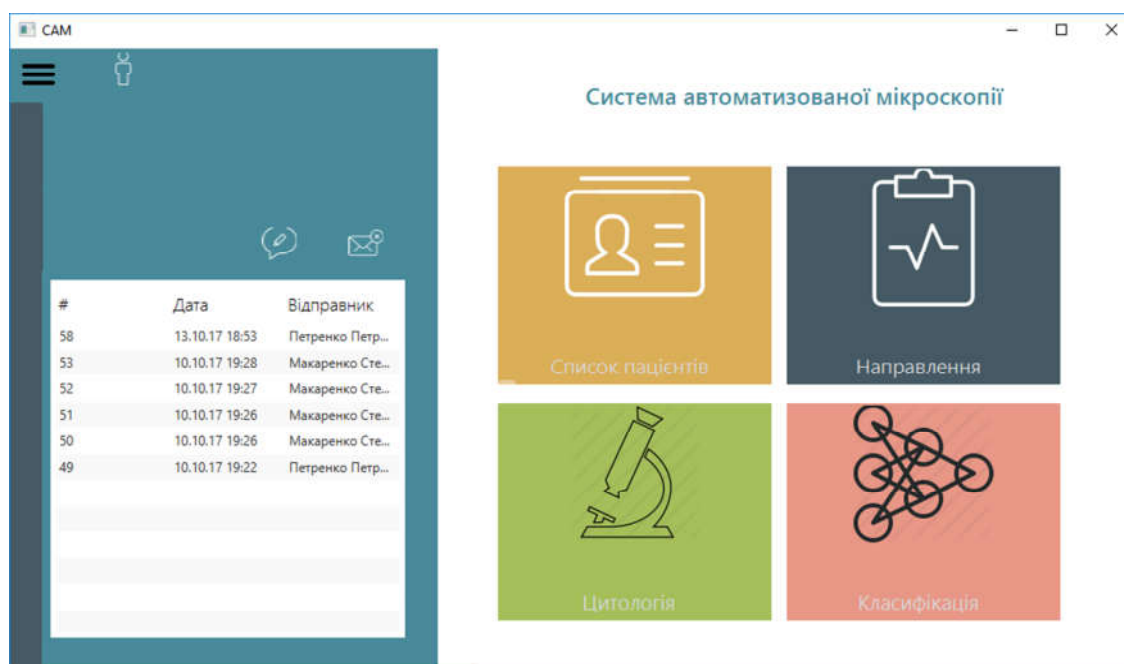 САМ
Система автоматизованої мікроскопії
# Дата Відправник
58 13.10.17 18:53 Петренко Петр...
53 10.10.17 19:28 Макаренко Сте...
52 10.10.17 19:27 Макаренко Сте...
51 10.10.17 19:26 Макаренко Сте...
50 10.10.17 19:26 Макаренко Сте...
49 10.10.17 19:22 Петренко Петр...
Список пацієнтів
Направлення
Цитологія
Класифікація